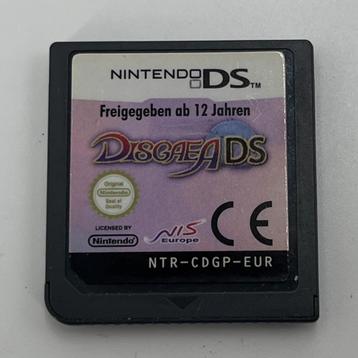 NINTENDO DS™
Freigegeben ab 12 Jahren
DISGAEA DS
Original
Nintendo
Seal of
Quality
LICENSED BY
Nintendo
NIS
Europe
CE
NTR-CDGP-EUR